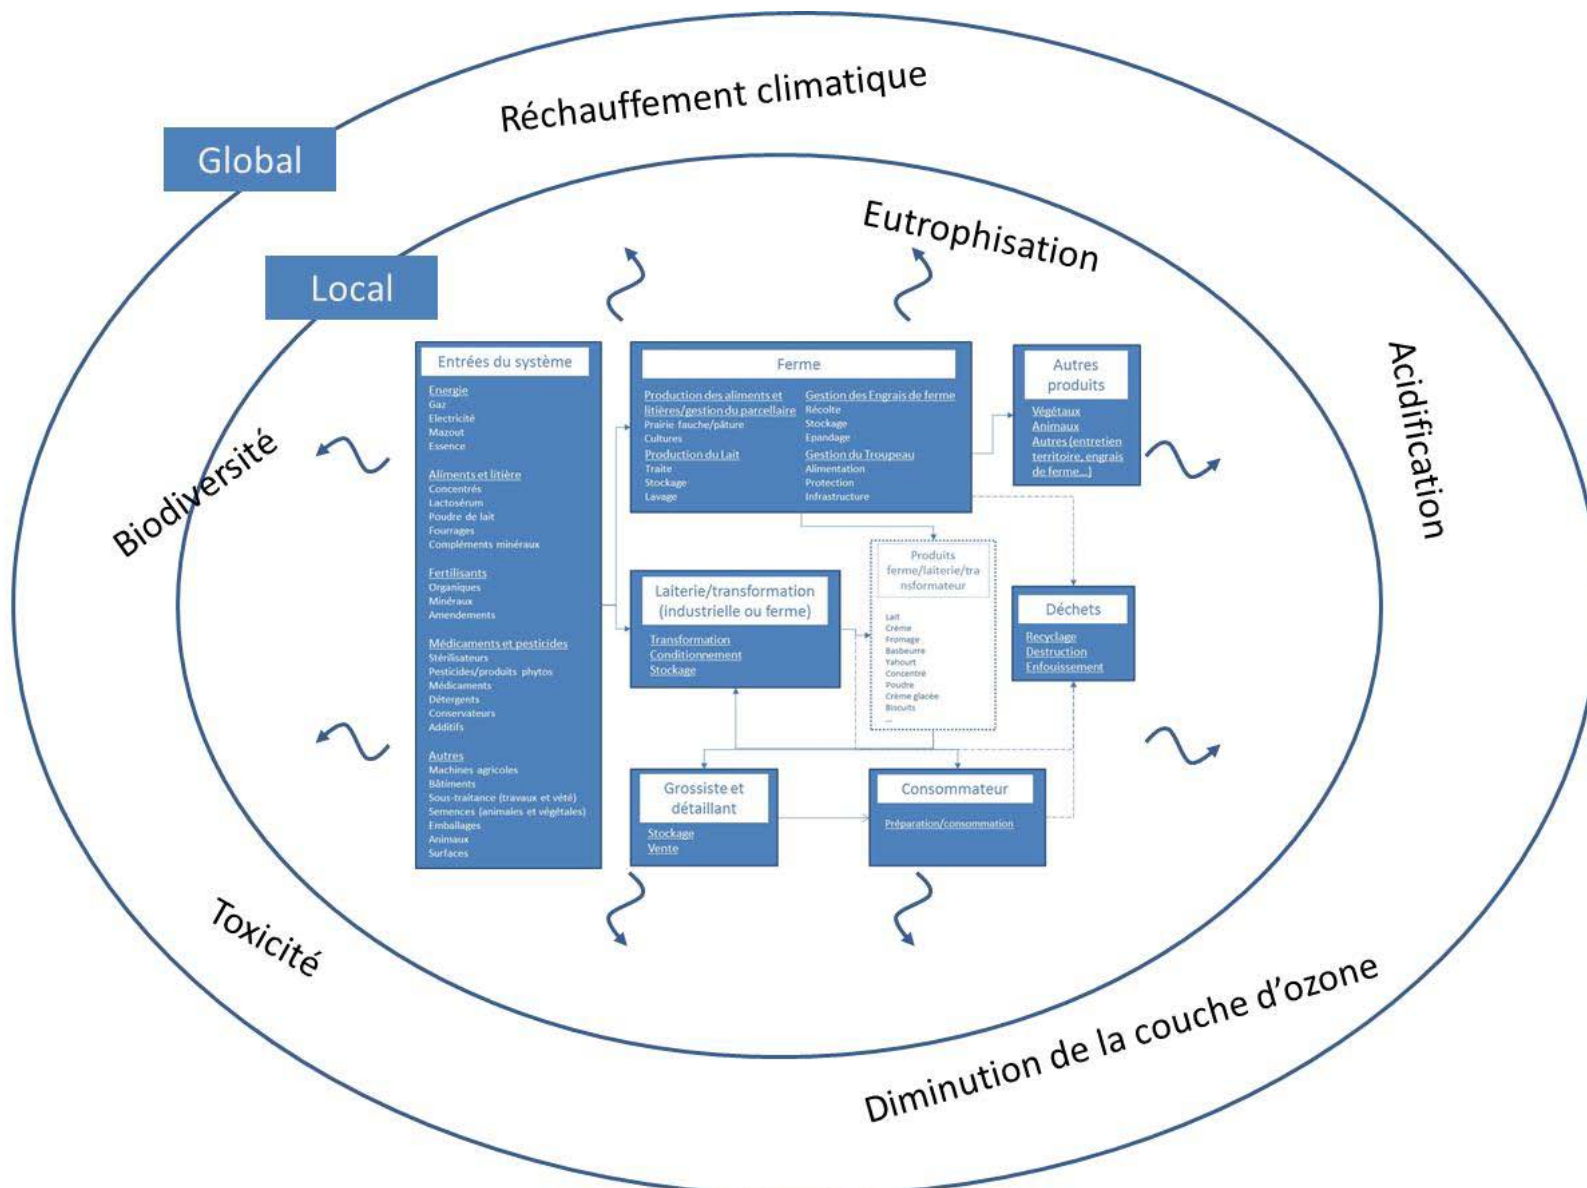 Réchauffement climatique
Global
Eutrophisation
Local
Acidification
Biodiversité
Toxicité
Diminution de la couche d'ozone
Entrées du système
Energie
Gaz
Electricité
Mazout
Essence
Aliments et litière
Concentrés
Lactosérum
Poudre de lait
Fourrages
Compléments minéraux
Fertilisants
Organiques
Minéraux
Amendements
Médicaments et pesticides
Stérilisateurs
Pesticides/produits phytos
Médicaments
Détergents
Conservateurs
Additifs
Autres
Machines agricoles
Bâtiments
Sous-traitance (travaux et vété)
Semences (animales et végétales)
Emballages
Animaux
Surfaces
Ferme
Production des aliments et
litières/gestion du parcellaire
Prairie fauche/pâture
Cultures
Production du Lait
Traite
Stockage
Lavage
Gestion des Engrais de ferme
Récolte
Stockage
Epandage
Gestion du Troupeau
Alimentation
Protection
Infrastructure
Autres
produits
Végétaux
Animaux
Autres (entretien
territoire, engrais
de ferme...)
Laiterie/transformation
(industrielle ou ferme)
Transformation
Conditionnement
Stockage
Produits
ferme/laiterie/tra
nsformateur
Lait
Crème
Fromage
Basbeurre
Yahourt
Concentré
Poudre
Crème glacée
Biscuits
...
Déchets
Recyclage
Destruction
Enfouissement
Grossiste et
détaillant
Stockage
Vente
Consommateur
Préparation/consommation